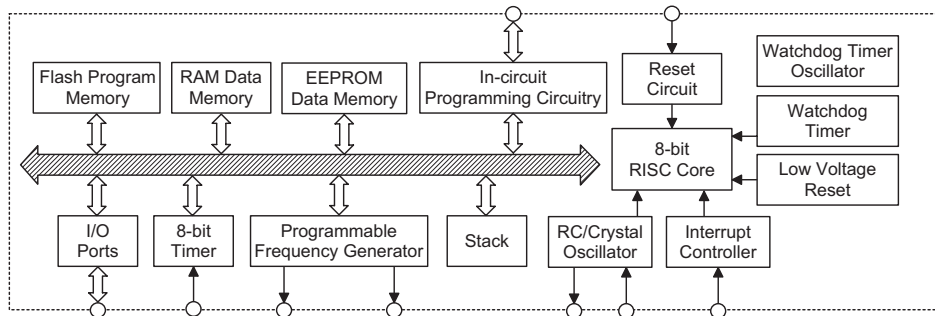 Flash Program
Memory
RAM Data
Memory
EEPROM
Data Memory
In-circuit
Programming Circuitry
Reset
Circuit
Watchdog Timer
Oscillator
Watchdog
Timer
8-bit
RISC Core
Low Voltage
Reset
I/O
Ports
8-bit
Timer
Programmable
Frequency Generator
Stack
RC/Crystal
Oscillator
Interrupt
Controller